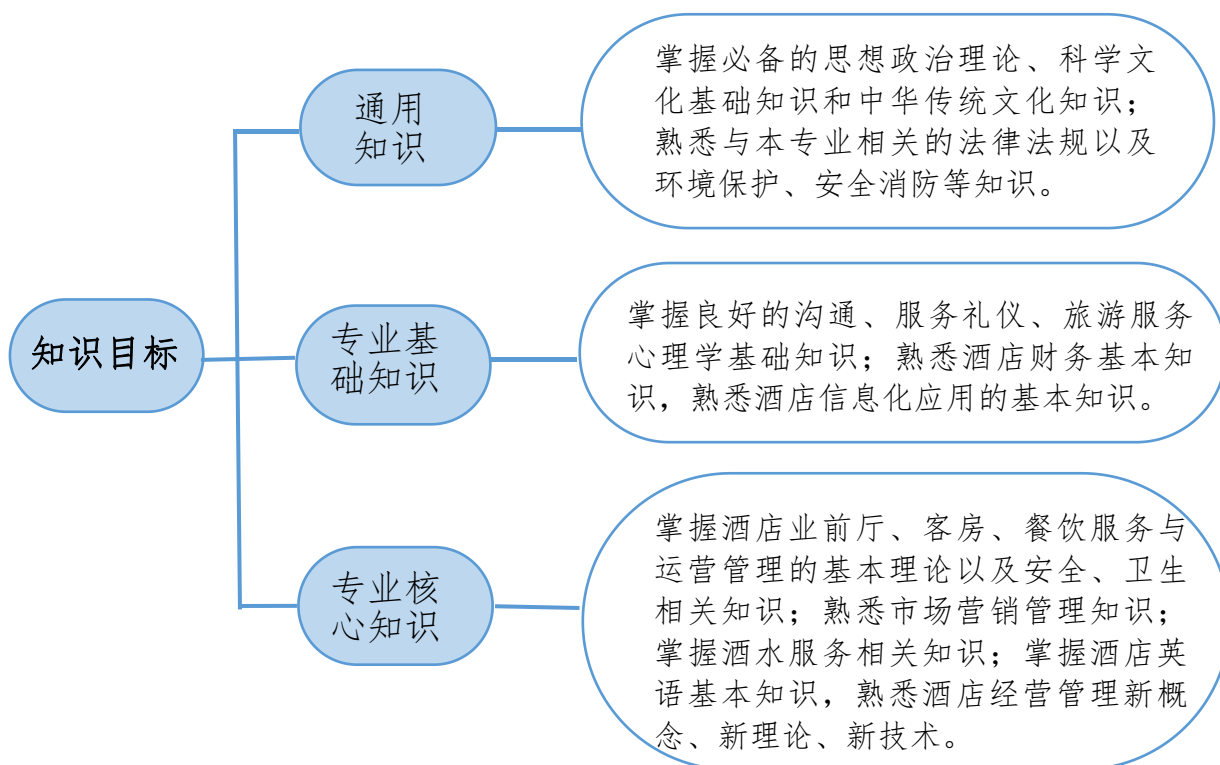 通用
知识
掌握必备的思想政治理论、科学文
化基础知识和中华传统文化知识；
熟悉与本专业相关的法律法规以及
环境保护、安全消防等知识。
知识目标
专业基
础知识
掌握良好的沟通、服务礼仪、旅游服务
心理学基础知识；熟悉酒店财务基本知
识，熟悉酒店信息化应用的基本知识。
专业核
心知识
掌握酒店业前厅、客房、餐饮服务与
运营管理的基本理论以及安全、卫生
相关知识；熟悉市场营销管理知识；
掌握酒水服务相关知识；掌握酒店英
语基本知识，熟悉酒店经营管理新概
念、新理论、新技术。